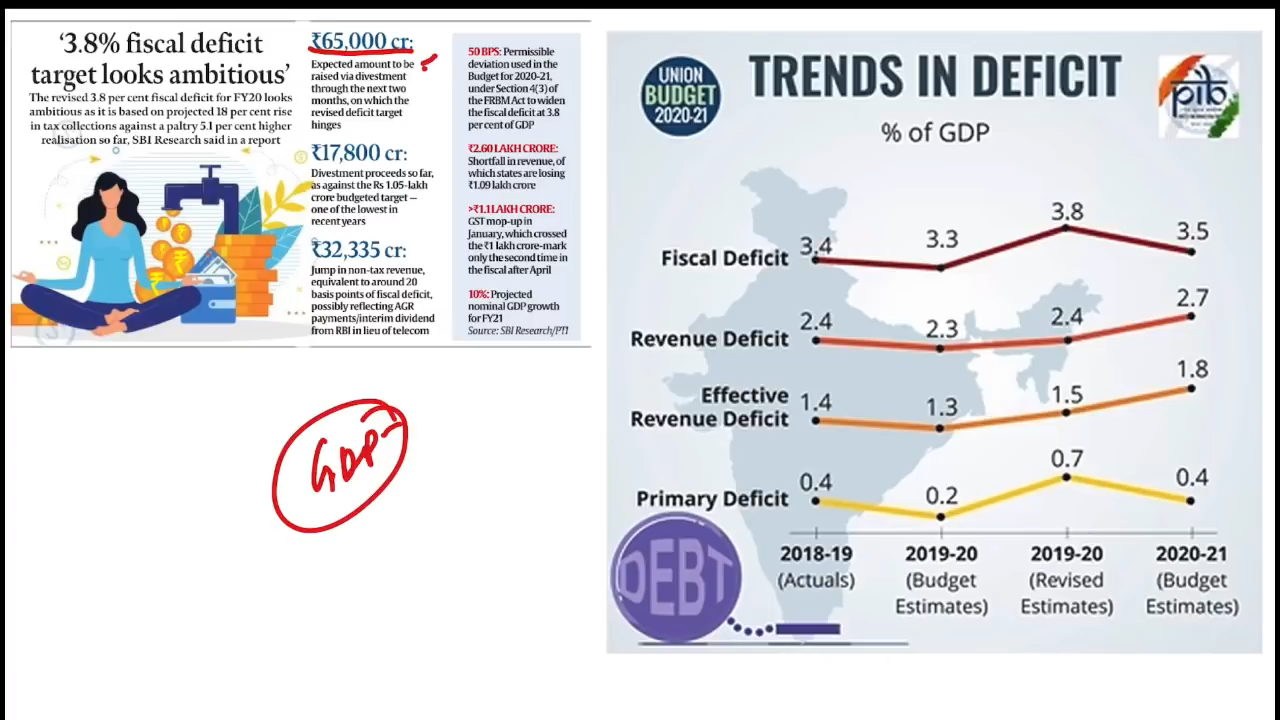 ‘3.8% fiscal deficit
target looks ambitious’
The revised 3.8 per cent fiscal deficit for FY20 looks
ambitious as it is based on projected 18 per cent rise
in tax collections against a paltry 5.1 per cent higher
realisation so far, SBI Research said in a report
₹65,000 cr:
Expected amount to be
raised via divestment
through the next two
months, on which the
revised deficit target
hinges
₹17,800 cr:
Divestment proceeds so far,
as against the Rs 1.05-lakh
crore budgeted target —
one of the lowest in
recent years
₹32,335 cr:
Jump in non-tax revenue,
equivalent to around 20
basis points of fiscal deficit,
possibly reflecting AGR
payments/interim dividend
from RBI in lieu of telecom
50 BPS: Permissible
deviation used in the
Budget for 2020-21,
under Section 4(3)
of the FRBM Act to widen
the fiscal deficit at 3.8
per cent of GDP
₹2.60 LAKH CRORE:
Shortfall in revenue, of
which states are losing
₹1.09 lakh crore
>₹1.1 LAKH CRORE:
GST mop-up in
January, which crossed
the ₹1 lakh crore-mark
only the second time in
the fiscal after April
10%: Projected
nominal GDP growth
for FY21
Source: SBI Research/PTI
GDP
UNION
BUDGET
2020-21
TRENDS IN DEFICIT
% of GDP
pib
Fiscal Deficit 3.4 3.3 3.8 3.5
Revenue Deficit 2.4 2.3 2.4 2.7
Effective
Revenue Deficit 1.4 1.3 1.5 1.8
Primary Deficit 0.4 0.2 0.7 0.4
DEBT
2018-19 2019-20 2019-20 2020-21
(Actuals) (Budget (Revised (Budget
Estimates) Estimates) Estimates)